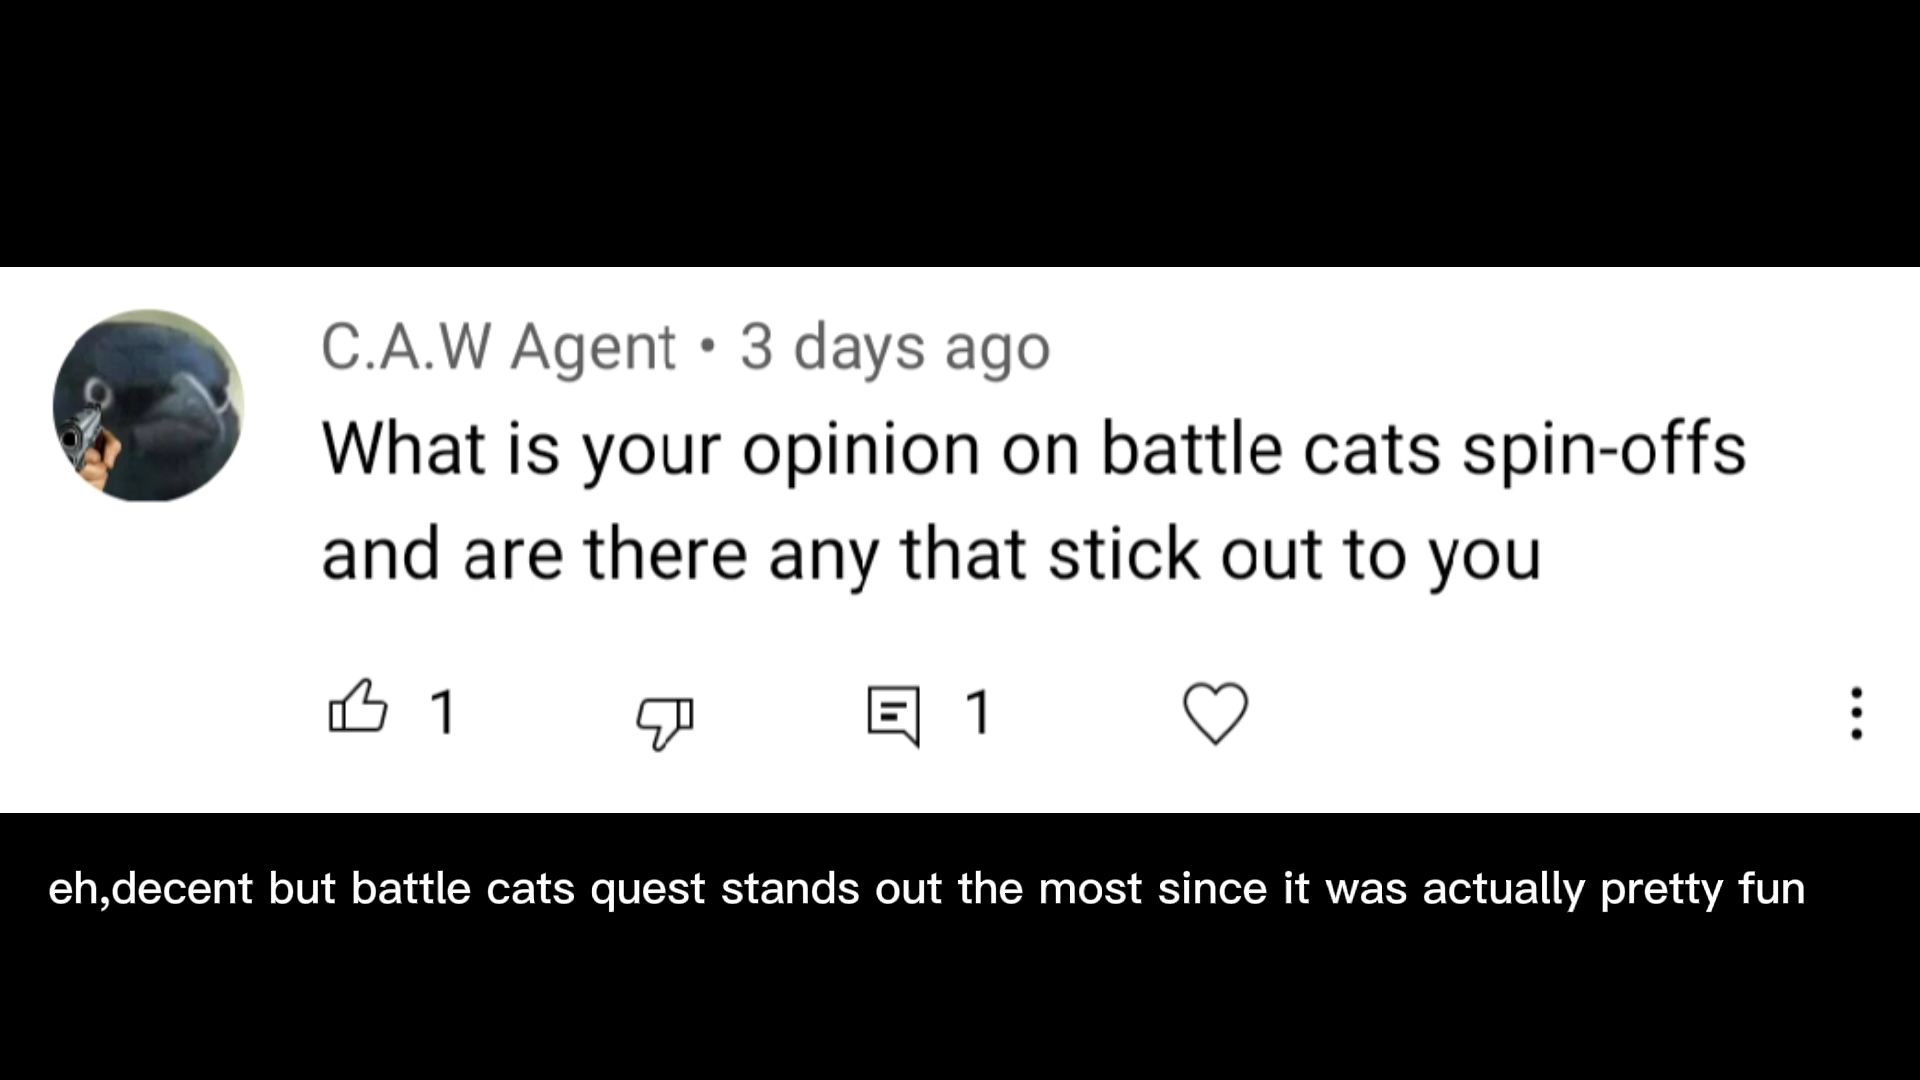 C.A.W Agent • 3 days ago
What is your opinion on battle cats spin-offs
and are there any that stick out to you
1 1
eh,decent but battle cats quest stands out the most since it was actually pretty fun